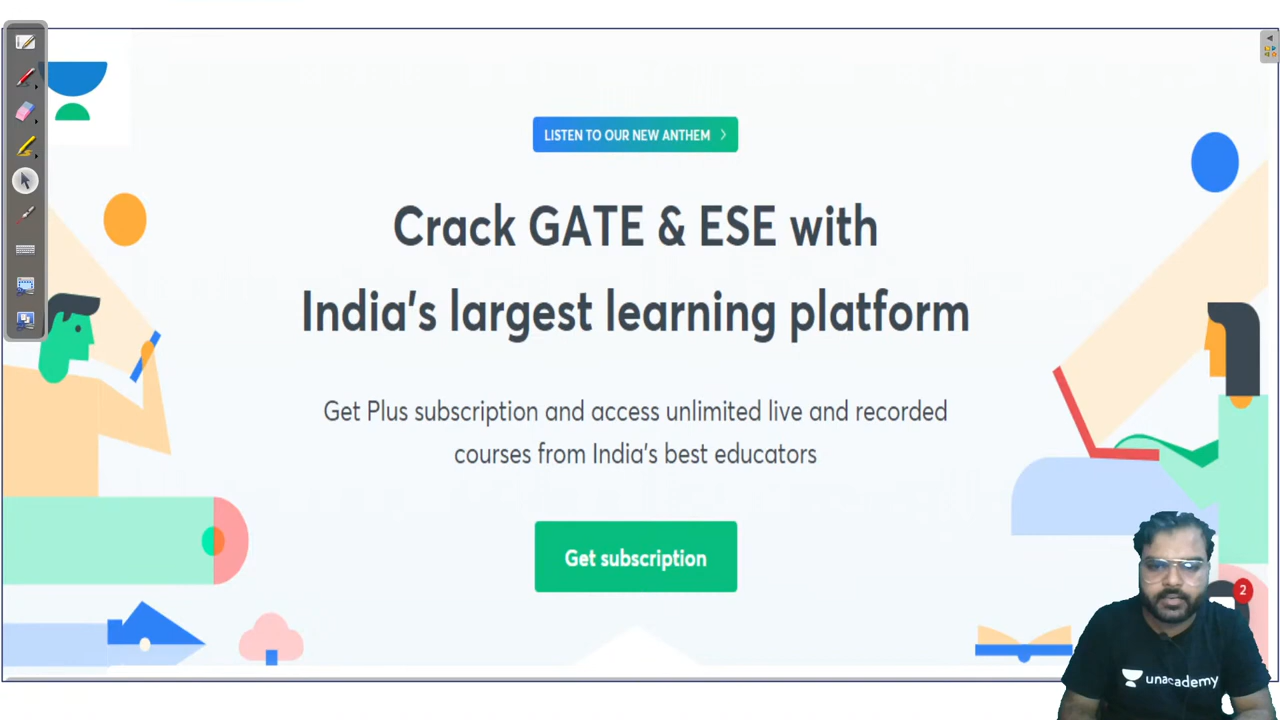 LISTEN TO OUR NEW ANTHEM
Crack GATE & ESE with
India's largest learning platform
Get Plus subscription and access unlimited live and recorded
courses from India's best educators
Get subscription
2
unacademy